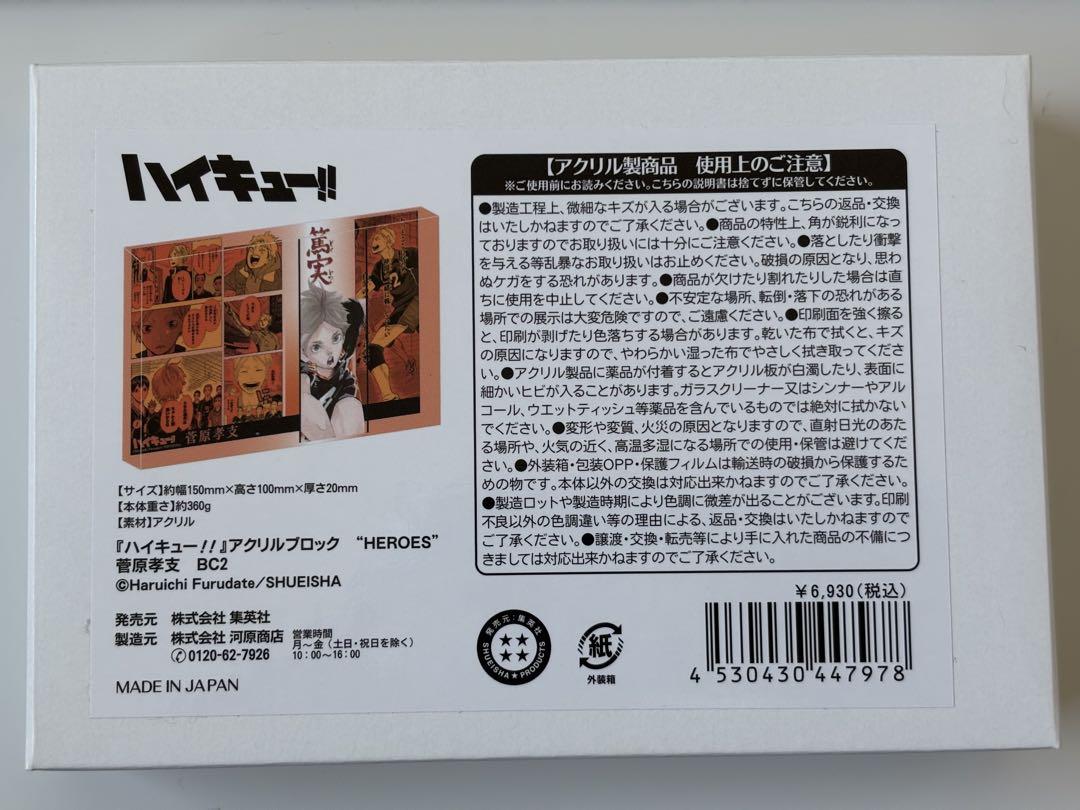 ハイキュー!!
篤実
ハイキュー!!
菅原孝支
【サイズ】約幅150mm×高さ100mm×厚さ20mm
【本体重さ】約360g
【素材】アクリル
『ハイキュー!!』アクリルブロック “HEROES”
菅原孝支 BC2
©Haruichi Furudate/SHUEISHA
発売元 株式会社 集英社
製造元 株式会社 河原商店
0120-62-7926
営業時間
月〜金(土日・祝日を除く)
10:00〜16:00
MADE IN JAPAN
【アクリル製商品 使用上のご注意】
※ご使用前にお読みください。こちらの説明書は捨てずに保管してください。
●製造工程上、微細なキズが入る場合がございます。こちらの返品・交換
はいたしかねますのでご了承ください。●商品の特性上、角が鋭利になっ
ておりますのでお取り扱いには十分にご注意ください。●落としたり衝撃
を与える等乱暴なお取り扱いはお止めください。破損の原因となり、思わ
ぬケガをする恐れがあります。●商品が欠けたり割れたりした場合は直
ちに使用を中止してください。●不安定な場所、転倒・落下の恐れがある
場所での展示は大変危険ですので、ご遠慮ください。●印刷面を強く擦る
と、印刷が剥げたり色落ちする場合があります。乾いた布で拭くと、キズ
の原因になりますので、やわらかい湿った布でやさしく拭き取ってくださ
い。●アクリル製品に薬品が付着するとアクリル板が白濁したり、表面に
細かいヒビが入ることがあります。ガラスクリーナー又はシンナーやアル
コール、ウエットティッシュ等薬品を含んでいるものでは絶対に拭かない
でください。●変形や変質、火災の原因となりますので、直射日光のあた
る場所や、火気の近く、高温多湿になる場所での使用・保管は避けてくだ
さい。●外装箱・包装OPP・保護フィルムは輸送時の破損から保護するた
めの物です。本体以外の交換は対応出来かねますのでご了承ください。
●製造ロットや製造時期により色調に微差が出ることがございます。印刷
不良以外の色調違い等の理由による、返品・交換はいたしかねますので
ご了承ください。●譲渡・交換・転売等により手に入れた商品の不備につ
きましては対応出来かねますのでご了承ください。
¥6,930(税込)
発売元:集英社
SHUEISHA★PRODUCTS
紙
外装箱
4 530430 447978